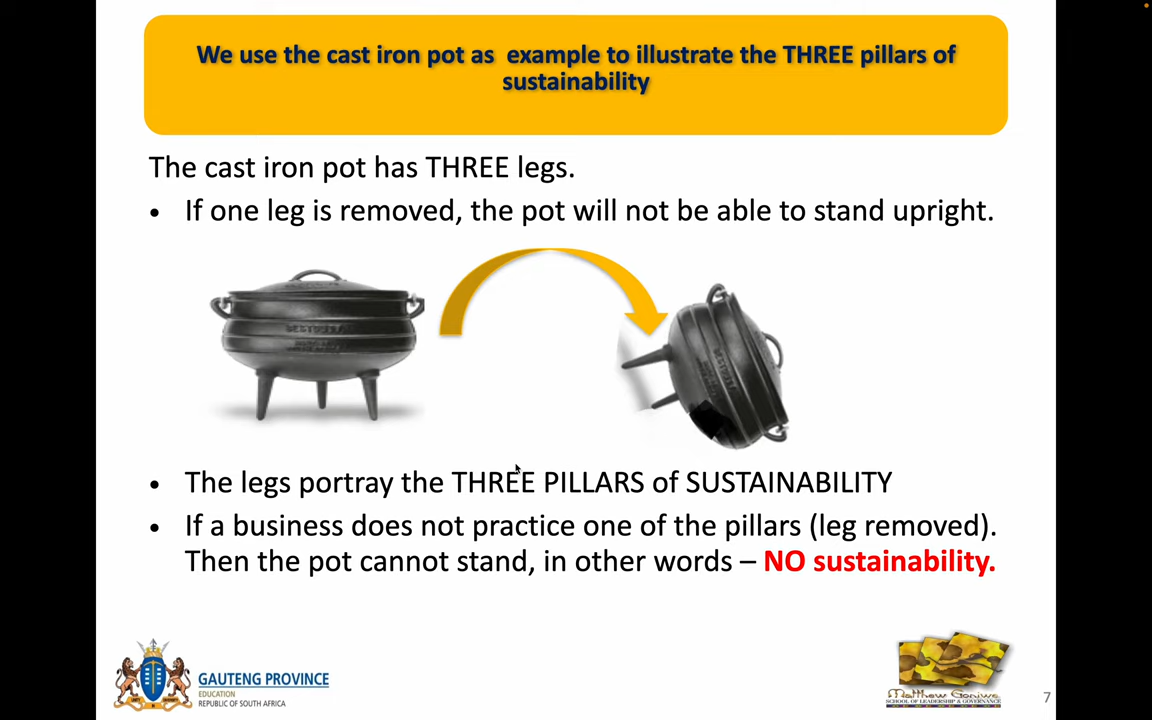 We use the cast iron pot as example to illustrate the THREE pillars of
sustainability
The cast iron pot has THREE legs.
• If one leg is removed, the pot will not be able to stand upright.
• The legs portray the THREE PILLARS of SUSTAINABILITY
• If a business does not practice one of the pillars (leg removed).
Then the pot cannot stand, in other words – NO sustainability.
GAUTENG PROVINCE
EDUCATION
REPUBLIC OF SOUTH AFRICA
Matthew Goniwe
SCHOOL OF LEADERSHIP & GOVERNANCE
7